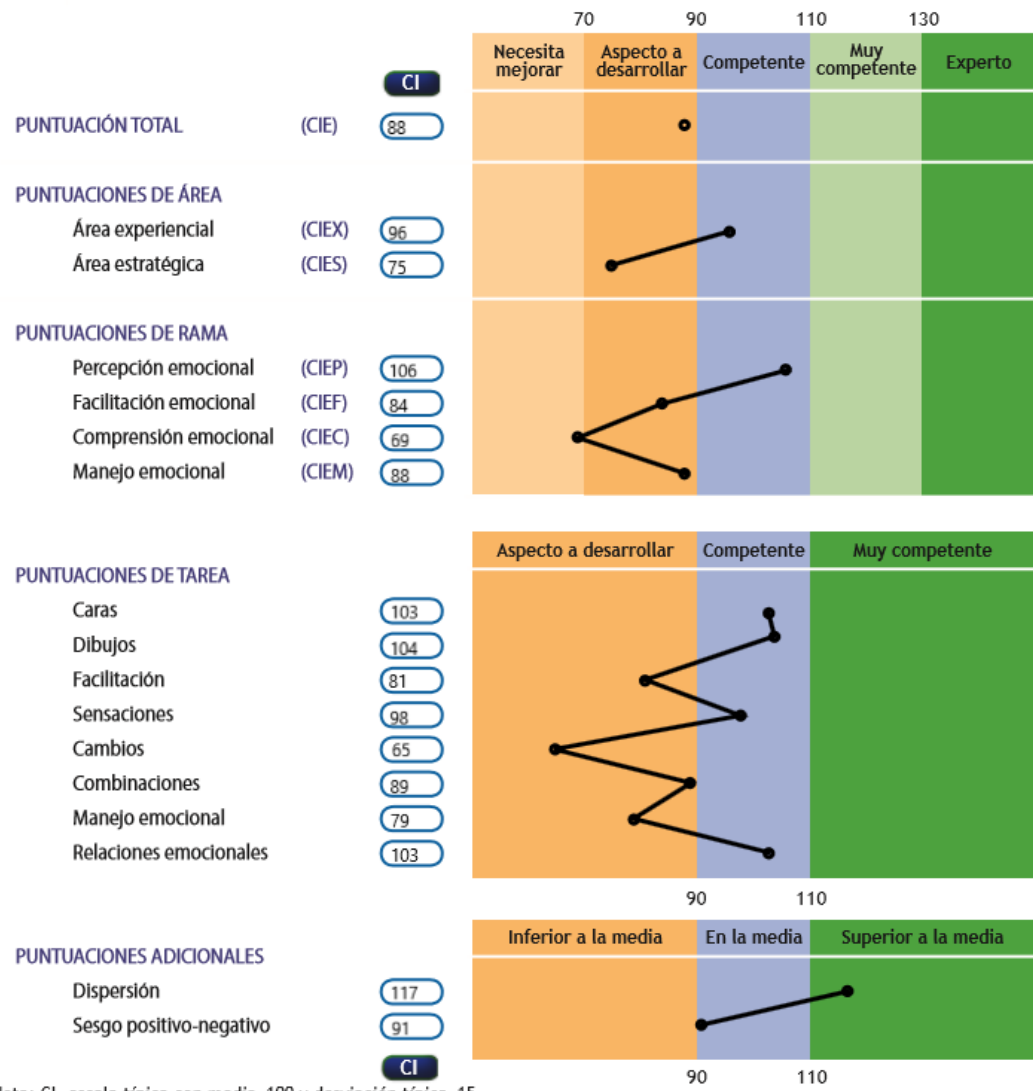 70 90 110 130
Necesita mejorar
Aspecto a desarrollar
Competente
Muy competente
Experto
CI
PUNTUACIÓN TOTAL (CIE) 88
PUNTUACIONES DE ÁREA
Área experiencial (CIEX) 96
Área estratégica (CIES) 75
PUNTUACIONES DE RAMA
Percepción emocional (CIEP) 106
Facilitación emocional (CIEF) 84
Comprensión emocional (CIEC) 69
Manejo emocional (CIEM) 88
Aspecto a desarrollar Competente Muy competente
PUNTUACIONES DE TAREA
Caras 103
Dibujos 104
Facilitación 81
Sensaciones 98
Cambios 65
Combinaciones 89
Manejo emocional 79
Relaciones emocionales 103
90 110
Inferior a la media En la media Superior a la media
PUNTUACIONES ADICIONALES
Dispersión 117
Sesgo positivo-negativo 91
CI
90 110